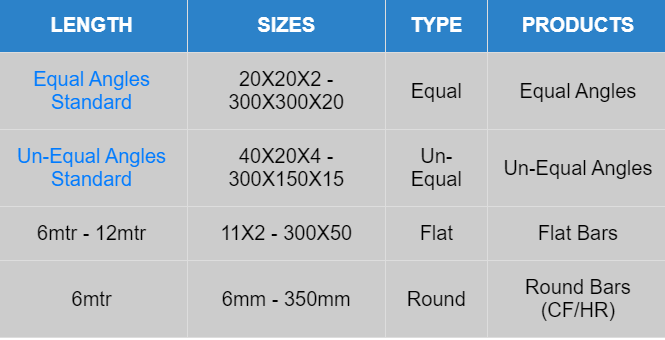 LENGTH SIZES TYPE PRODUCTS
Equal Angles
Standard
20X20X2 -
300X300X20
Equal
Equal Angles
Un-Equal Angles
Standard
40X20X4 -
300X150X15
Un-
Equal
Un-Equal Angles
6mtr - 12mtr 11X2 - 300X50 Flat Flat Bars
6mtr 6mm - 350mm Round Round Bars
(CF/HR)